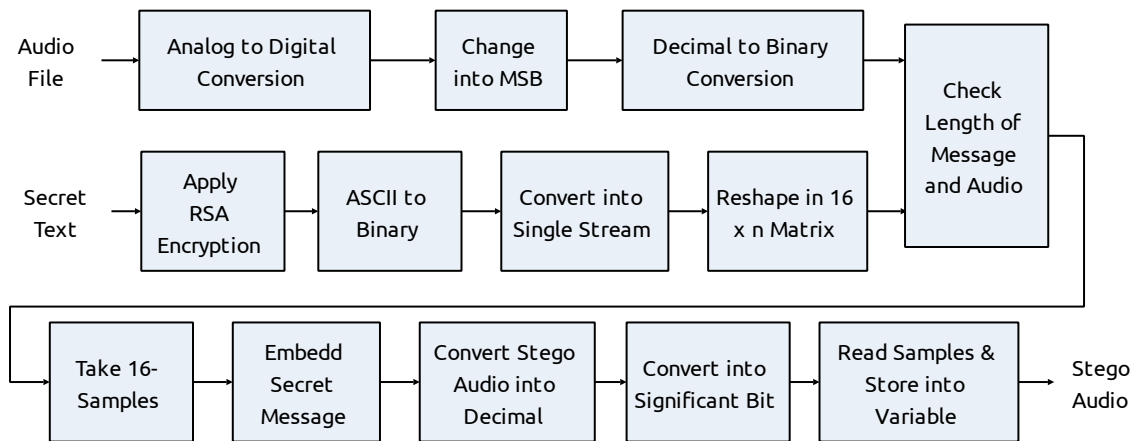 Audio
File
Analog to Digital
Conversion
Change
into MSB
Decimal to Binary
Conversion
Check
Length of
Message
and Audio
Secret
Text
Apply
RSA
Encryption
ASCII to
Binary
Convert into
Single Stream
Reshape in 16
x n Matrix
Take 16-
Samples
Embedd
Secret
Message
Convert Stego
Audio into
Decimal
Convert into
Significant Bit
Read Samples &
Store into
Variable
Stego
Audio